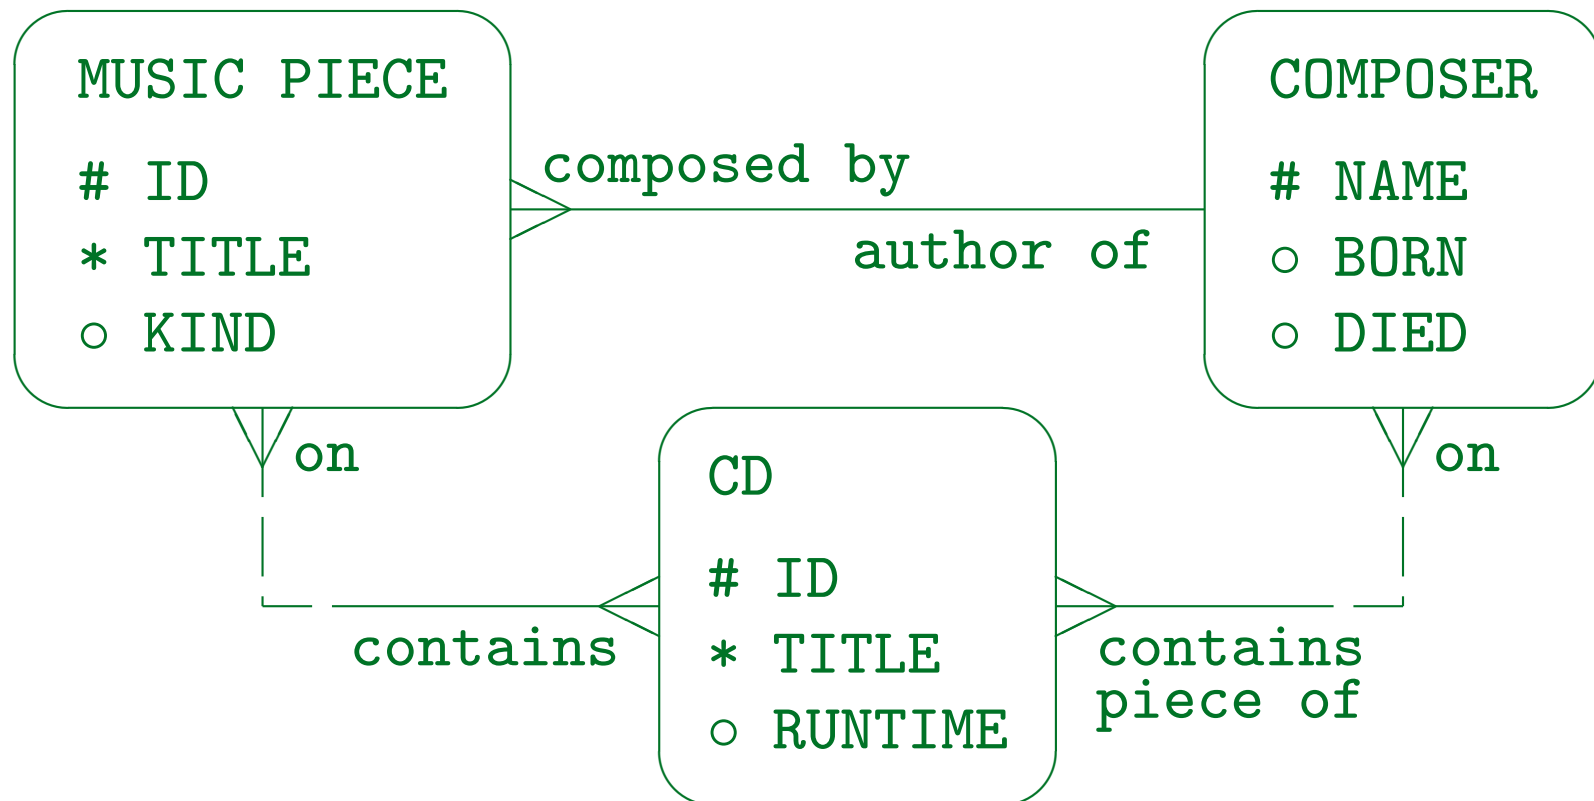 MUSIC PIECE
# ID
* TITLE
○ KIND
composed by
author of
COMPOSER
# NAME
○ BORN
○ DIED
on
contains
CD
# ID
* TITLE
○ RUNTIME
on
contains
piece of